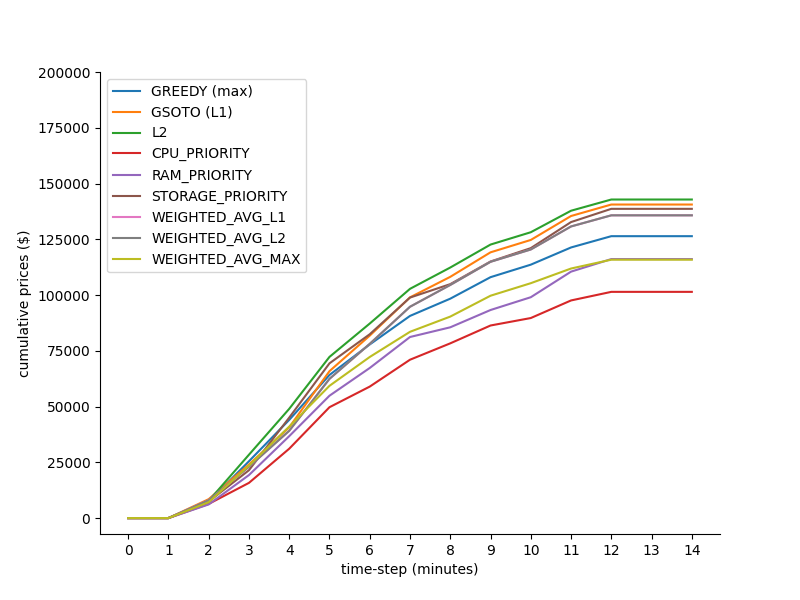 200000
175000
150000
125000
100000
75000
50000
25000
0
cumulative prices ($)
GREEDY (max)
GSOTO (L1)
L2
CPU_PRIORITY
RAM_PRIORITY
STORAGE_PRIORITY
WEIGHTED_AVG_L1
WEIGHTED_AVG_L2
WEIGHTED_AVG_MAX
0 1 2 3 4 5 6 7 8 9 10 11 12 13 14
time-step (minutes)